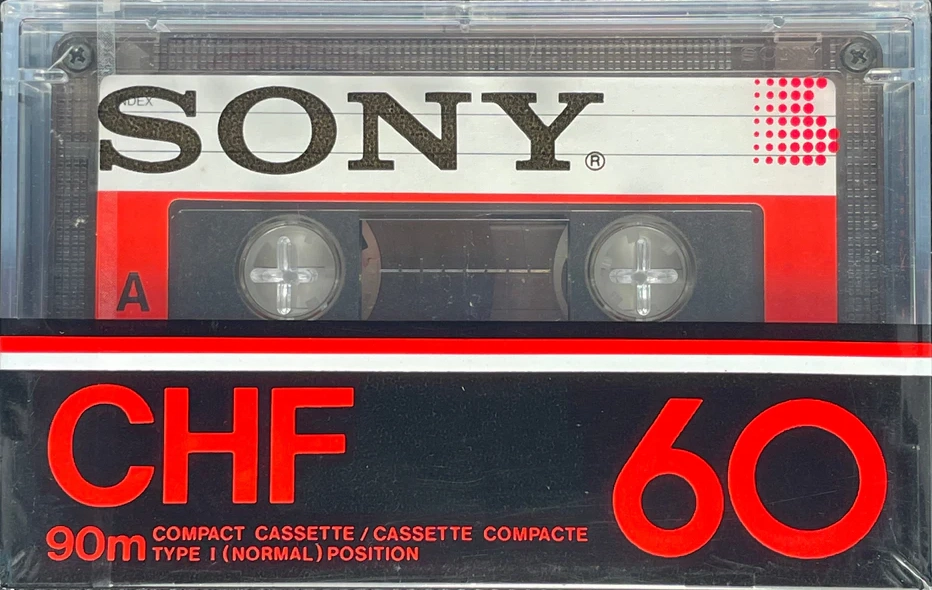 INDEX
SONY®
A
CHF 60
90m COMPACT CASSETTE / CASSETTE COMPACTE
TYPE I (NORMAL) POSITION